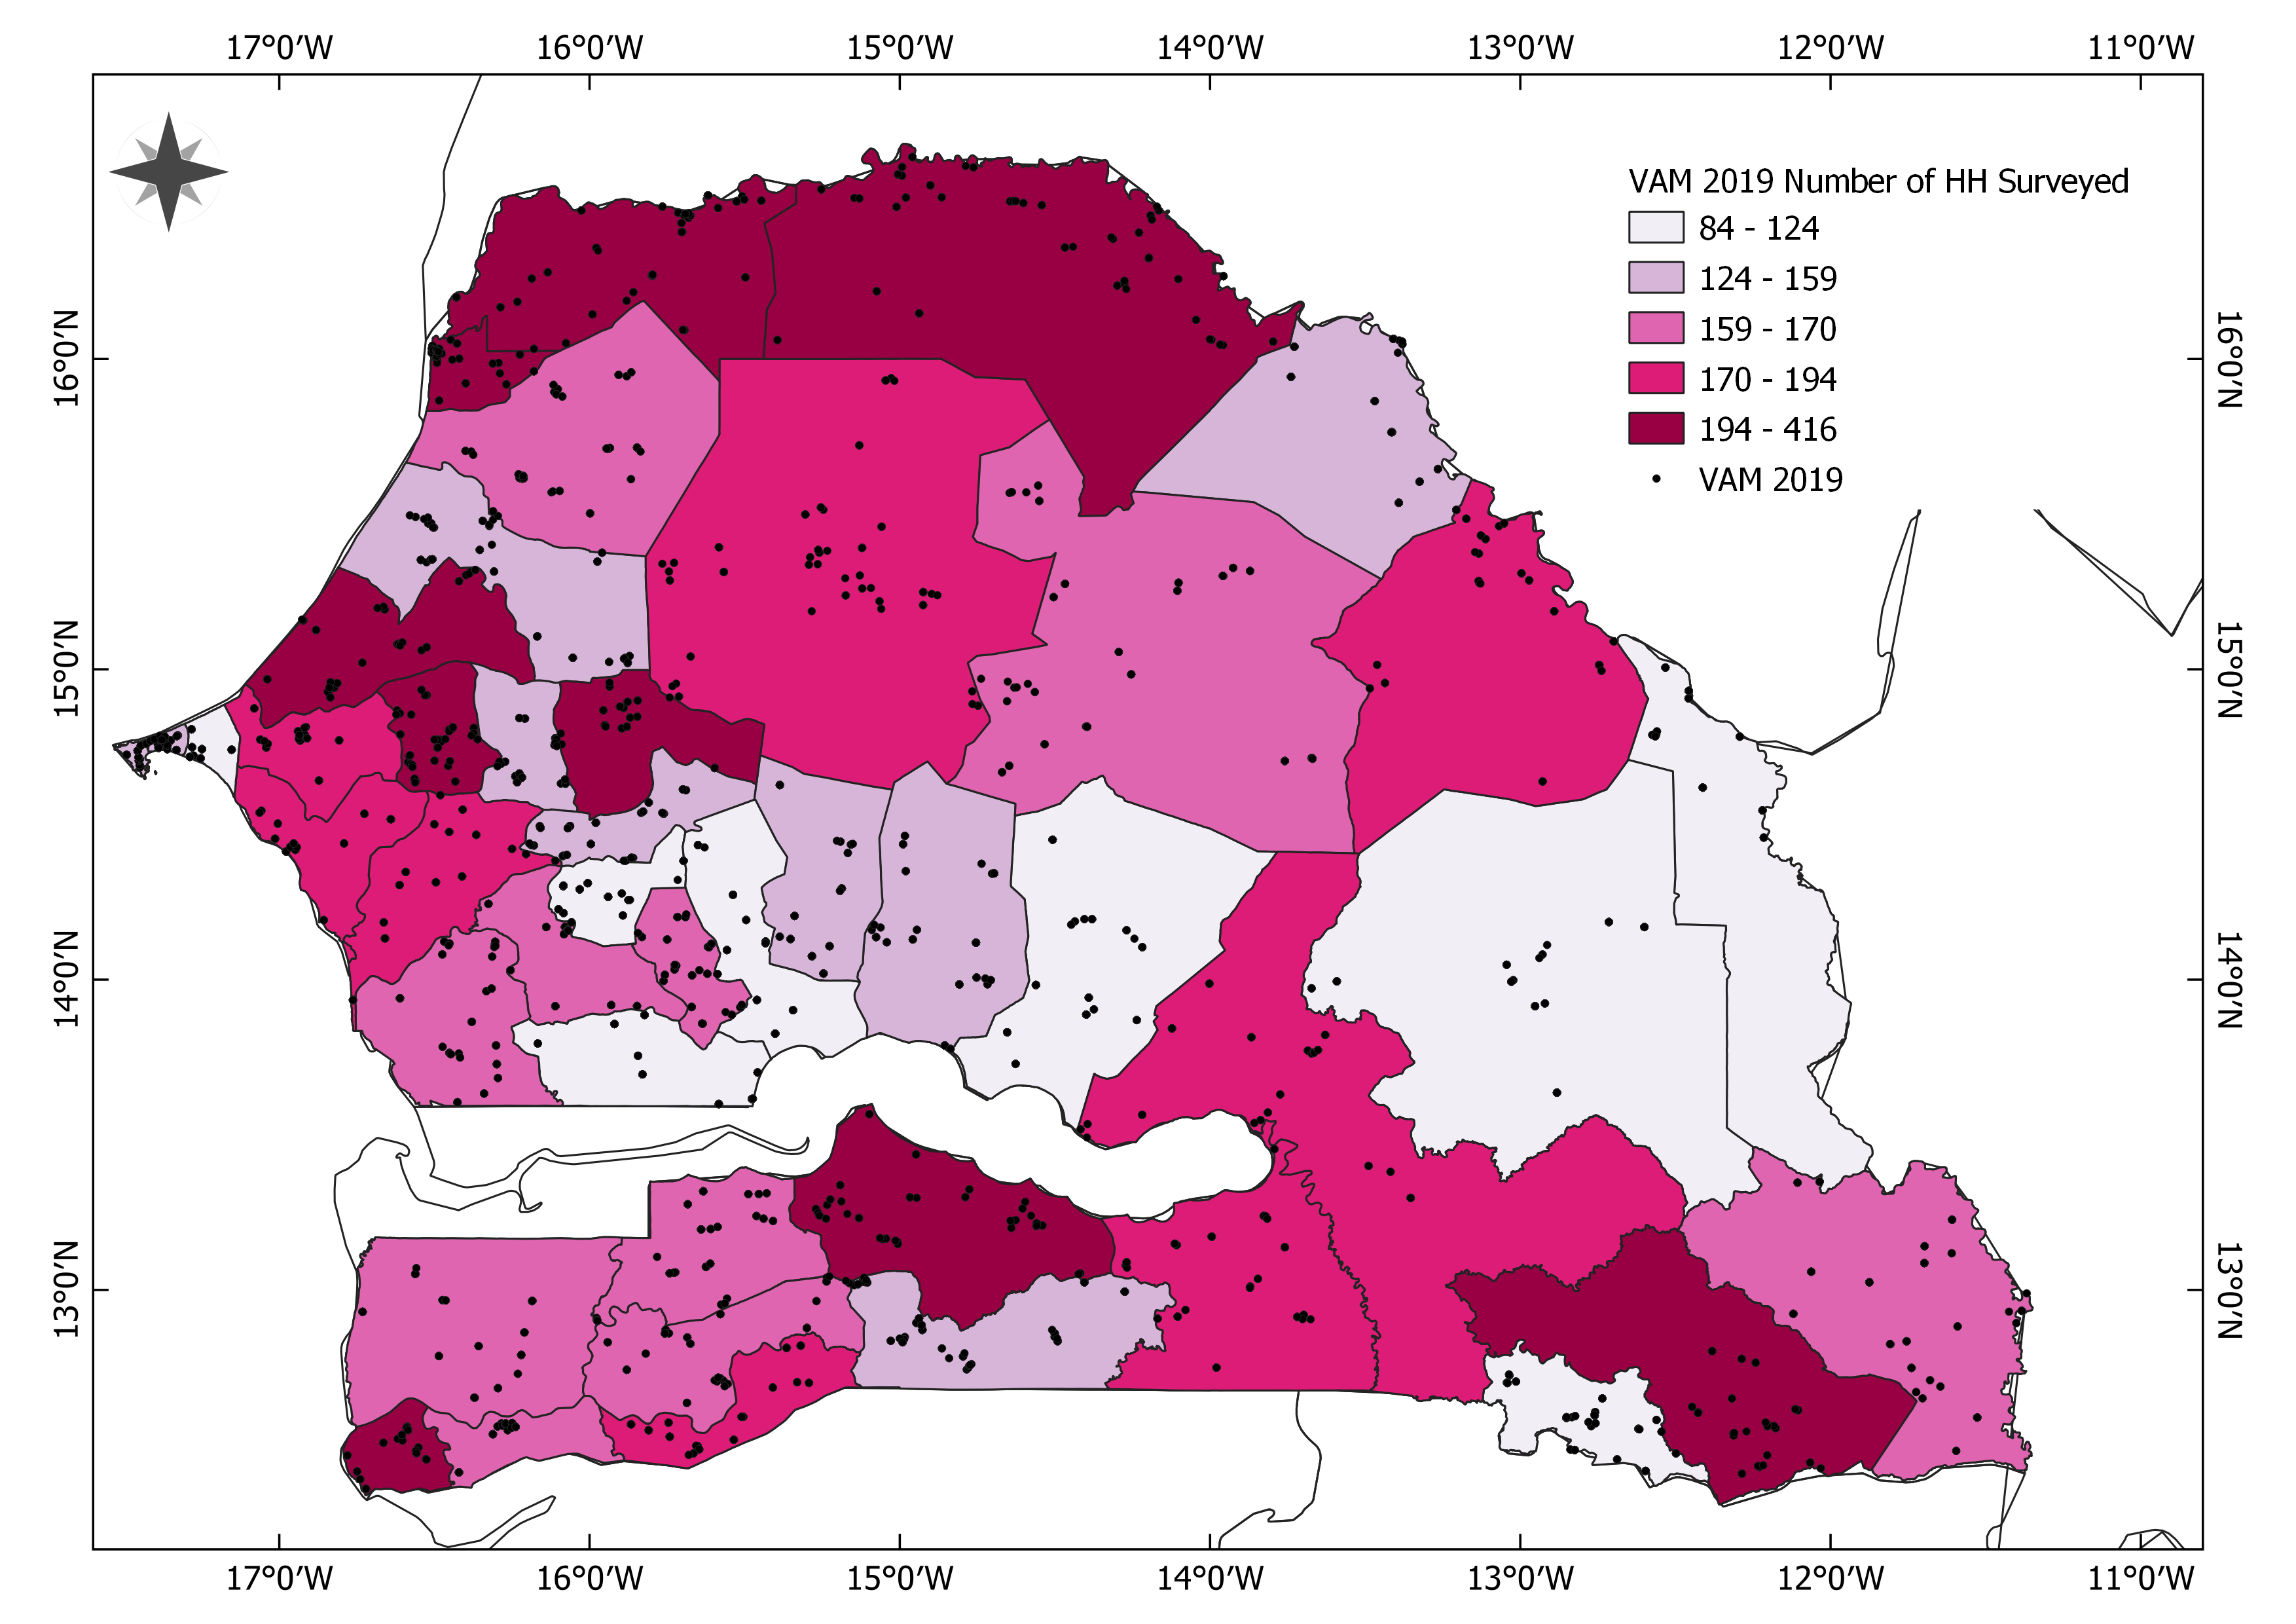 17°0′W 16°0′W 15°0′W 14°0′W 13°0′W 12°0′W 11°0′W
VAM 2019 Number of HH Surveyed
84 - 124
124 - 159
159 - 170
170 - 194
194 - 416
VAM 2019
16°0′N 16°0′N
15°0′N 15°0′N
14°0′N 14°0′N
13°0′N 13°0′N
17°0′W 16°0′W 15°0′W 14°0′W 13°0′W 12°0′W 11°0′W